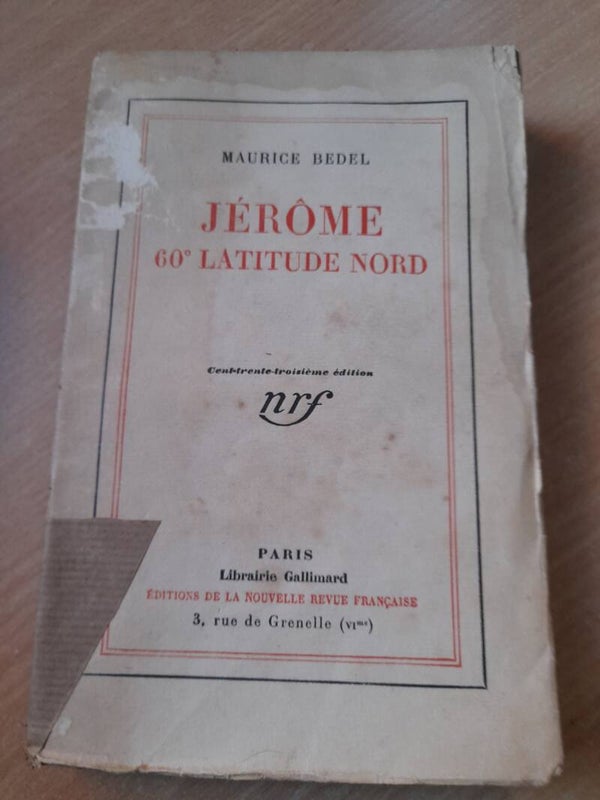 MAURICE BEDEL
JÉRÔME
60° LATITUDE NORD
Cent-trente-troisième édition
nrf
PARIS
Librairie Gallimard
ÉDITIONS DE LA NOUVELLE REVUE FRANÇAISE
3, rue de Grenelle (VIme)